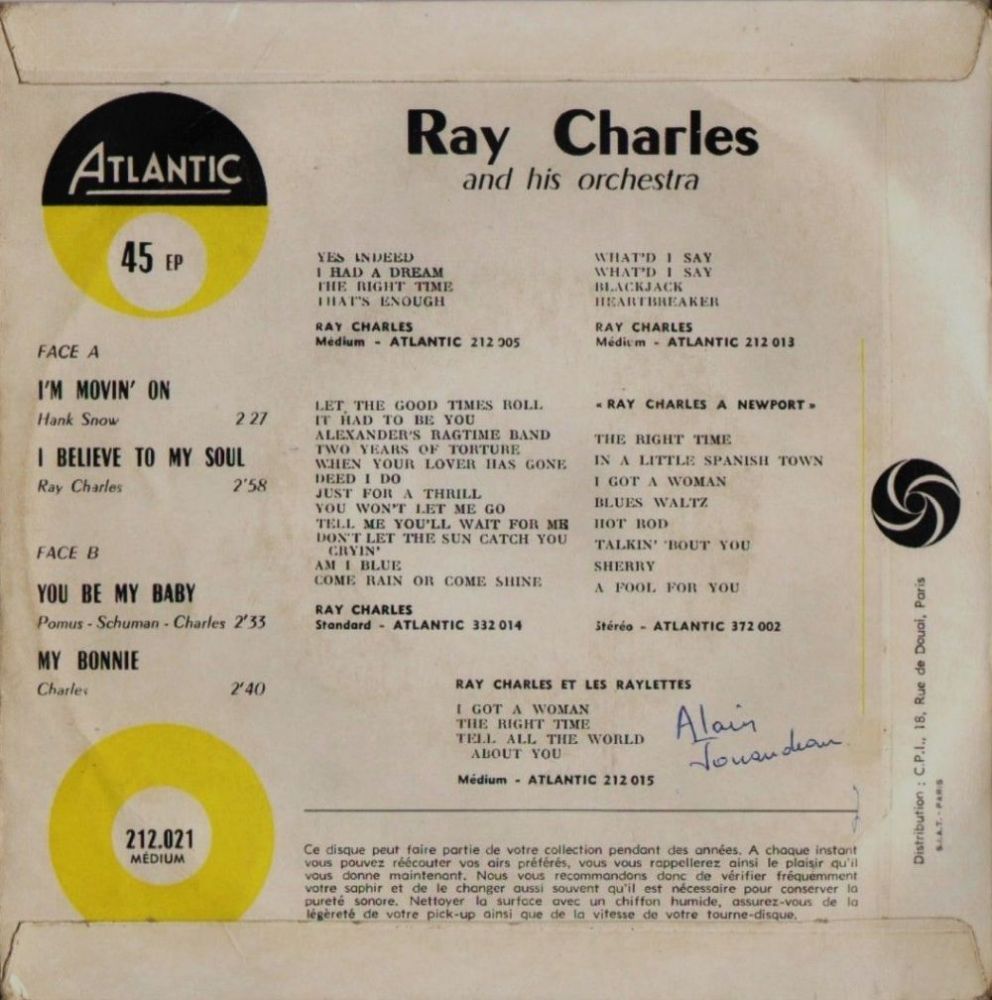 ATLANTIC
45 EP
Ray Charles
and his orchestra
FACE A
I'M MOVIN' ON
Hank Snow 2 27
I BELIEVE TO MY SOUL
Ray Charles 2'58
FACE B
YOU BE MY BABY
Pomus - Schuman - Charles 2'33
MY BONNIE
Charles 2'40
212.021
MÉDIUM
YES INDEED
I HAD A DREAM
THE RIGHT TIME
THAT'S ENOUGH
RAY CHARLES
Médium - ATLANTIC 212 005
WHAT'D I SAY
WHAT'D I SAY
BLACKJACK
HEARTBREAKER
RAY CHARLES
Médium - ATLANTIC 212 013
LET THE GOOD TIMES ROLL
IT HAD TO BE YOU
ALEXANDER'S RAGTIME BAND
TWO YEARS OF TORTURE
WHEN YOUR LOVER HAS GONE
DEED I DO
JUST FOR A THRILL
YOU WON'T LET ME GO
TELL ME YOU'LL WAIT FOR ME
DON'T LET THE SUN CATCH YOU
CRYIN'
AM I BLUE
COME RAIN OR COME SHINE
RAY CHARLES
Standard - ATLANTIC 332 014
« RAY CHARLES A NEWPORT »
THE RIGHT TIME
IN A LITTLE SPANISH TOWN
I GOT A WOMAN
BLUES WALTZ
HOT ROD
TALKIN' 'BOUT YOU
SHERRY
A FOOL FOR YOU
Stéréo - ATLANTIC 372 002
RAY CHARLES ET LES RAYLETTES
I GOT A WOMAN
THE RIGHT TIME
TELL ALL THE WORLD
ABOUT YOU
Médium - ATLANTIC 212 015
Alain
Jouandeau
Ce disque peut faire partie de votre collection pendant des années. A chaque instant
vous pouvez réécouter vos airs préférés, vous vous rappellerez ainsi le plaisir qu'il
vous donne maintenant. Nous vous recommandons donc de vérifier fréquemment
votre saphir et de le changer aussi souvent qu'il est nécessaire pour conserver la
pureté sonore. Nettoyer la surface avec un chiffon humide, assurez-vous de la
légèreté de votre pick-up ainsi que de la vitesse de votre tourne-disque.
Distribution : C.P.I., 18, Rue de Douai, Paris
S.I.A.T. - PARIS